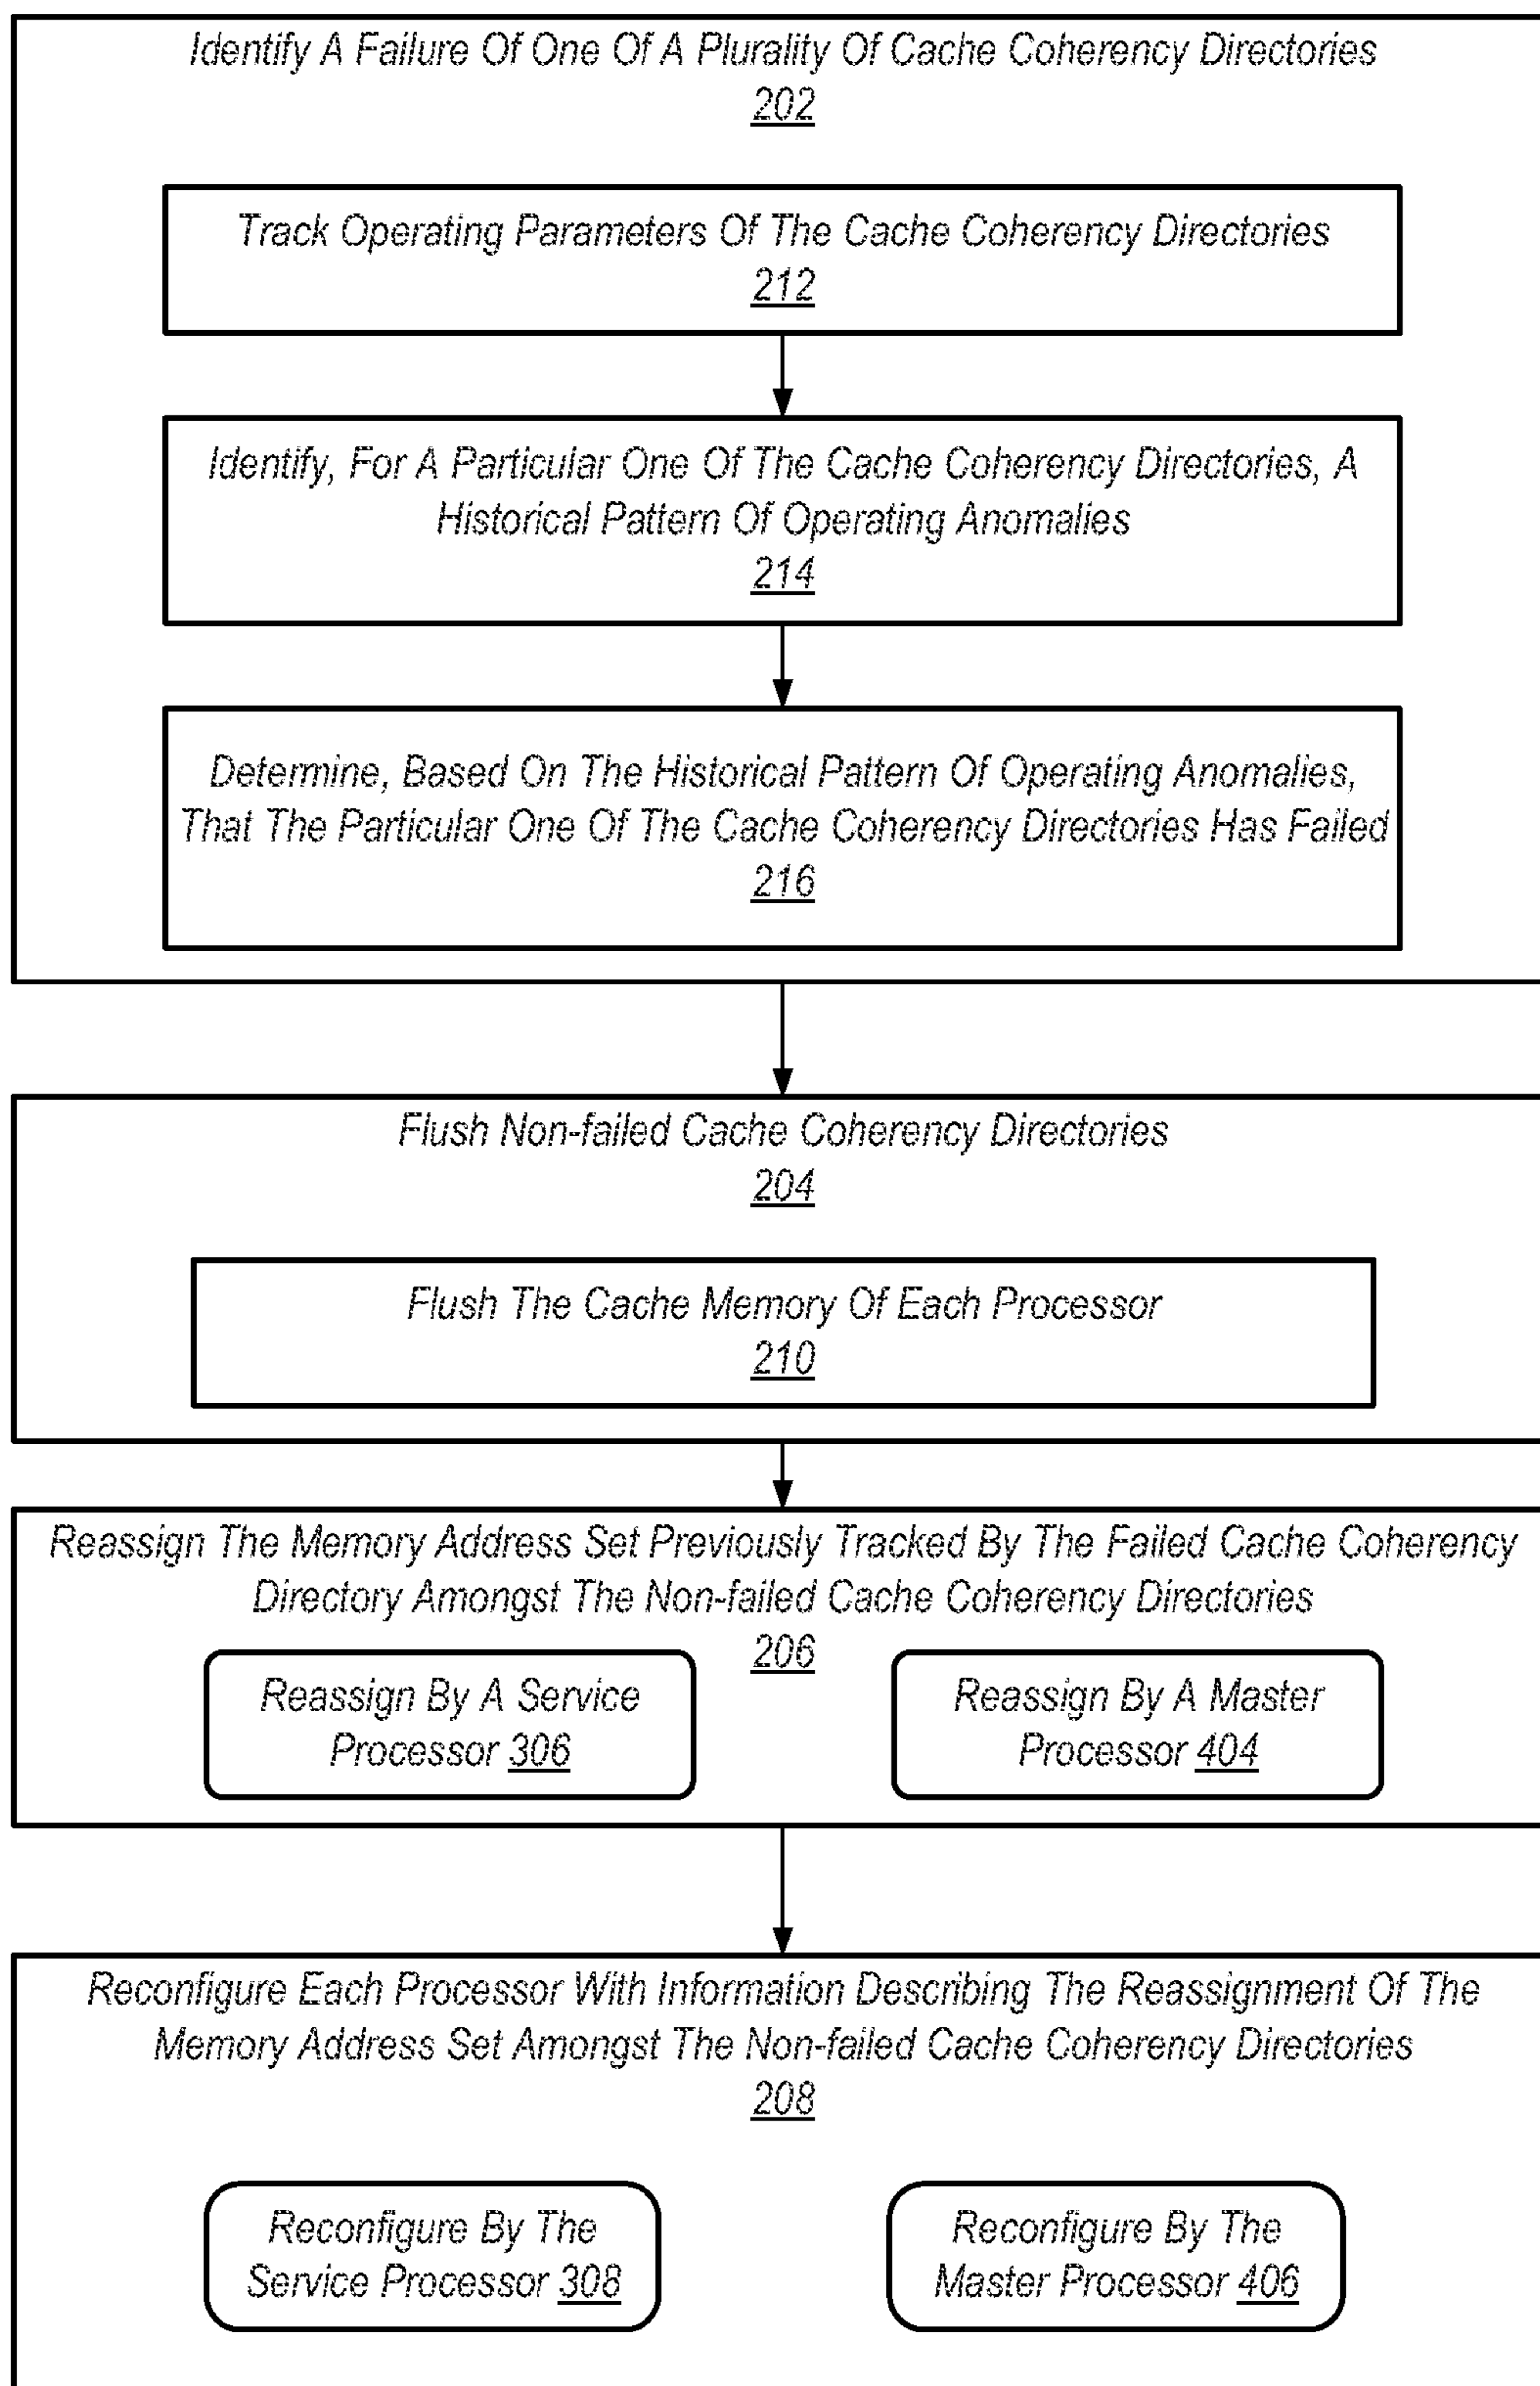 Identify A Failure Of One Of A Plurality Of Cache Coherency Directories
202
Track Operating Parameters Of The Cache Coherency Directories
212
Identify, For A Particular One Of The Cache Coherency Directories, A
Historical Pattern Of Operating Anomalies
214
Determine, Based On The Historical Pattern Of Operating Anomalies,
That The Particular One Of The Cache Coherency Directories Has Failed
216
Flush Non-failed Cache Coherency Directories
204
Flush The Cache Memory Of Each Processor
210
Reassign The Memory Address Set Previously Tracked By The Failed Cache Coherency
Directory Amongst The Non-failed Cache Coherency Directories
206
Reassign By A Service
Processor 306
Reassign By A Master
Processor 404
Reconfigure Each Processor With Information Describing The Reassignment Of The
Memory Address Set Amongst The Non-failed Cache Coherency Directories
208
Reconfigure By The
Service Processor 308
Reconfigure By The
Master Processor 406